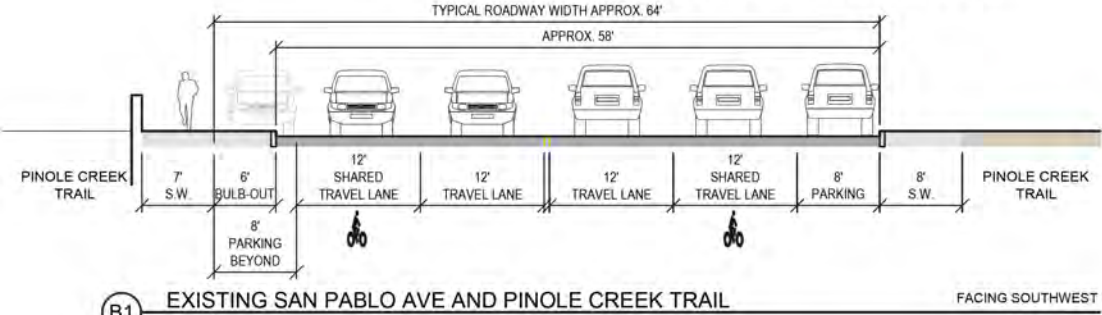 TYPICAL ROADWAY WIDTH APPROX. 64'
APPROX. 58'
PINOLE CREEK
TRAIL
7'
S.W.
6'
BULB-OUT
8'
PARKING
BEYOND
12'
SHARED
TRAVEL LANE
12'
TRAVEL LANE
12'
TRAVEL LANE
12'
SHARED
TRAVEL LANE
8'
PARKING
8'
S.W.
PINOLE CREEK
TRAIL
B1
EXISTING SAN PABLO AVE AND PINOLE CREEK TRAIL
FACING SOUTHWEST